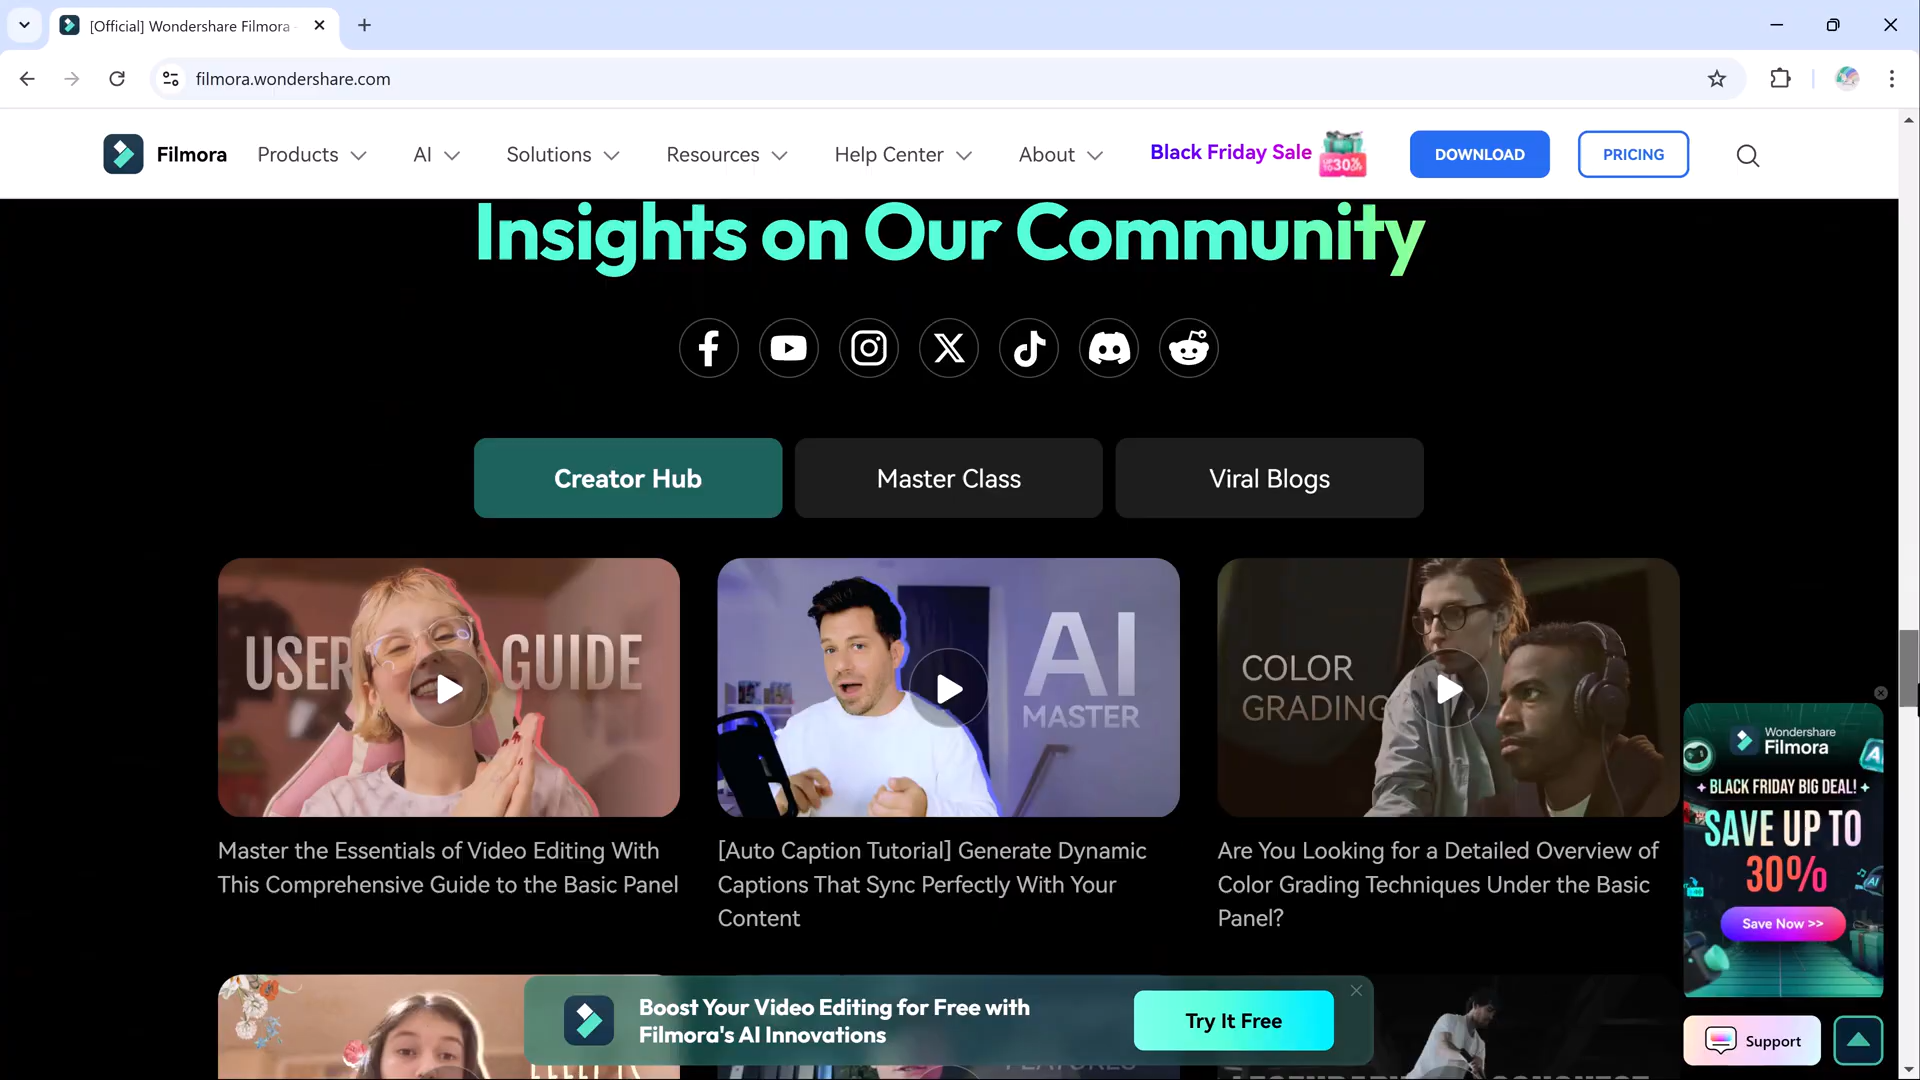 [Official] Wondershare Filmora
filmora.wondershare.com
Filmora
Products
AI
Solutions
Resources
Help Center
About
Black Friday Sale
UP TO 30%
DOWNLOAD
PRICING
Insights on Our Community
Creator Hub
Master Class
Viral Blogs
USER GUIDE
AI
MASTER
COLOR
GRADING
Master the Essentials of Video Editing With
This Comprehensive Guide to the Basic Panel
[Auto Caption Tutorial] Generate Dynamic
Captions That Sync Perfectly With Your
Content
Are You Looking for a Detailed Overview of
Color Grading Techniques Under the Basic
Panel?
Wondershare
Filmora
BLACK FRIDAY BIG DEAL!
SAVE UP TO
30%
Save Now >>
Boost Your Video Editing for Free with
Filmora's AI Innovations
Try It Free
Support